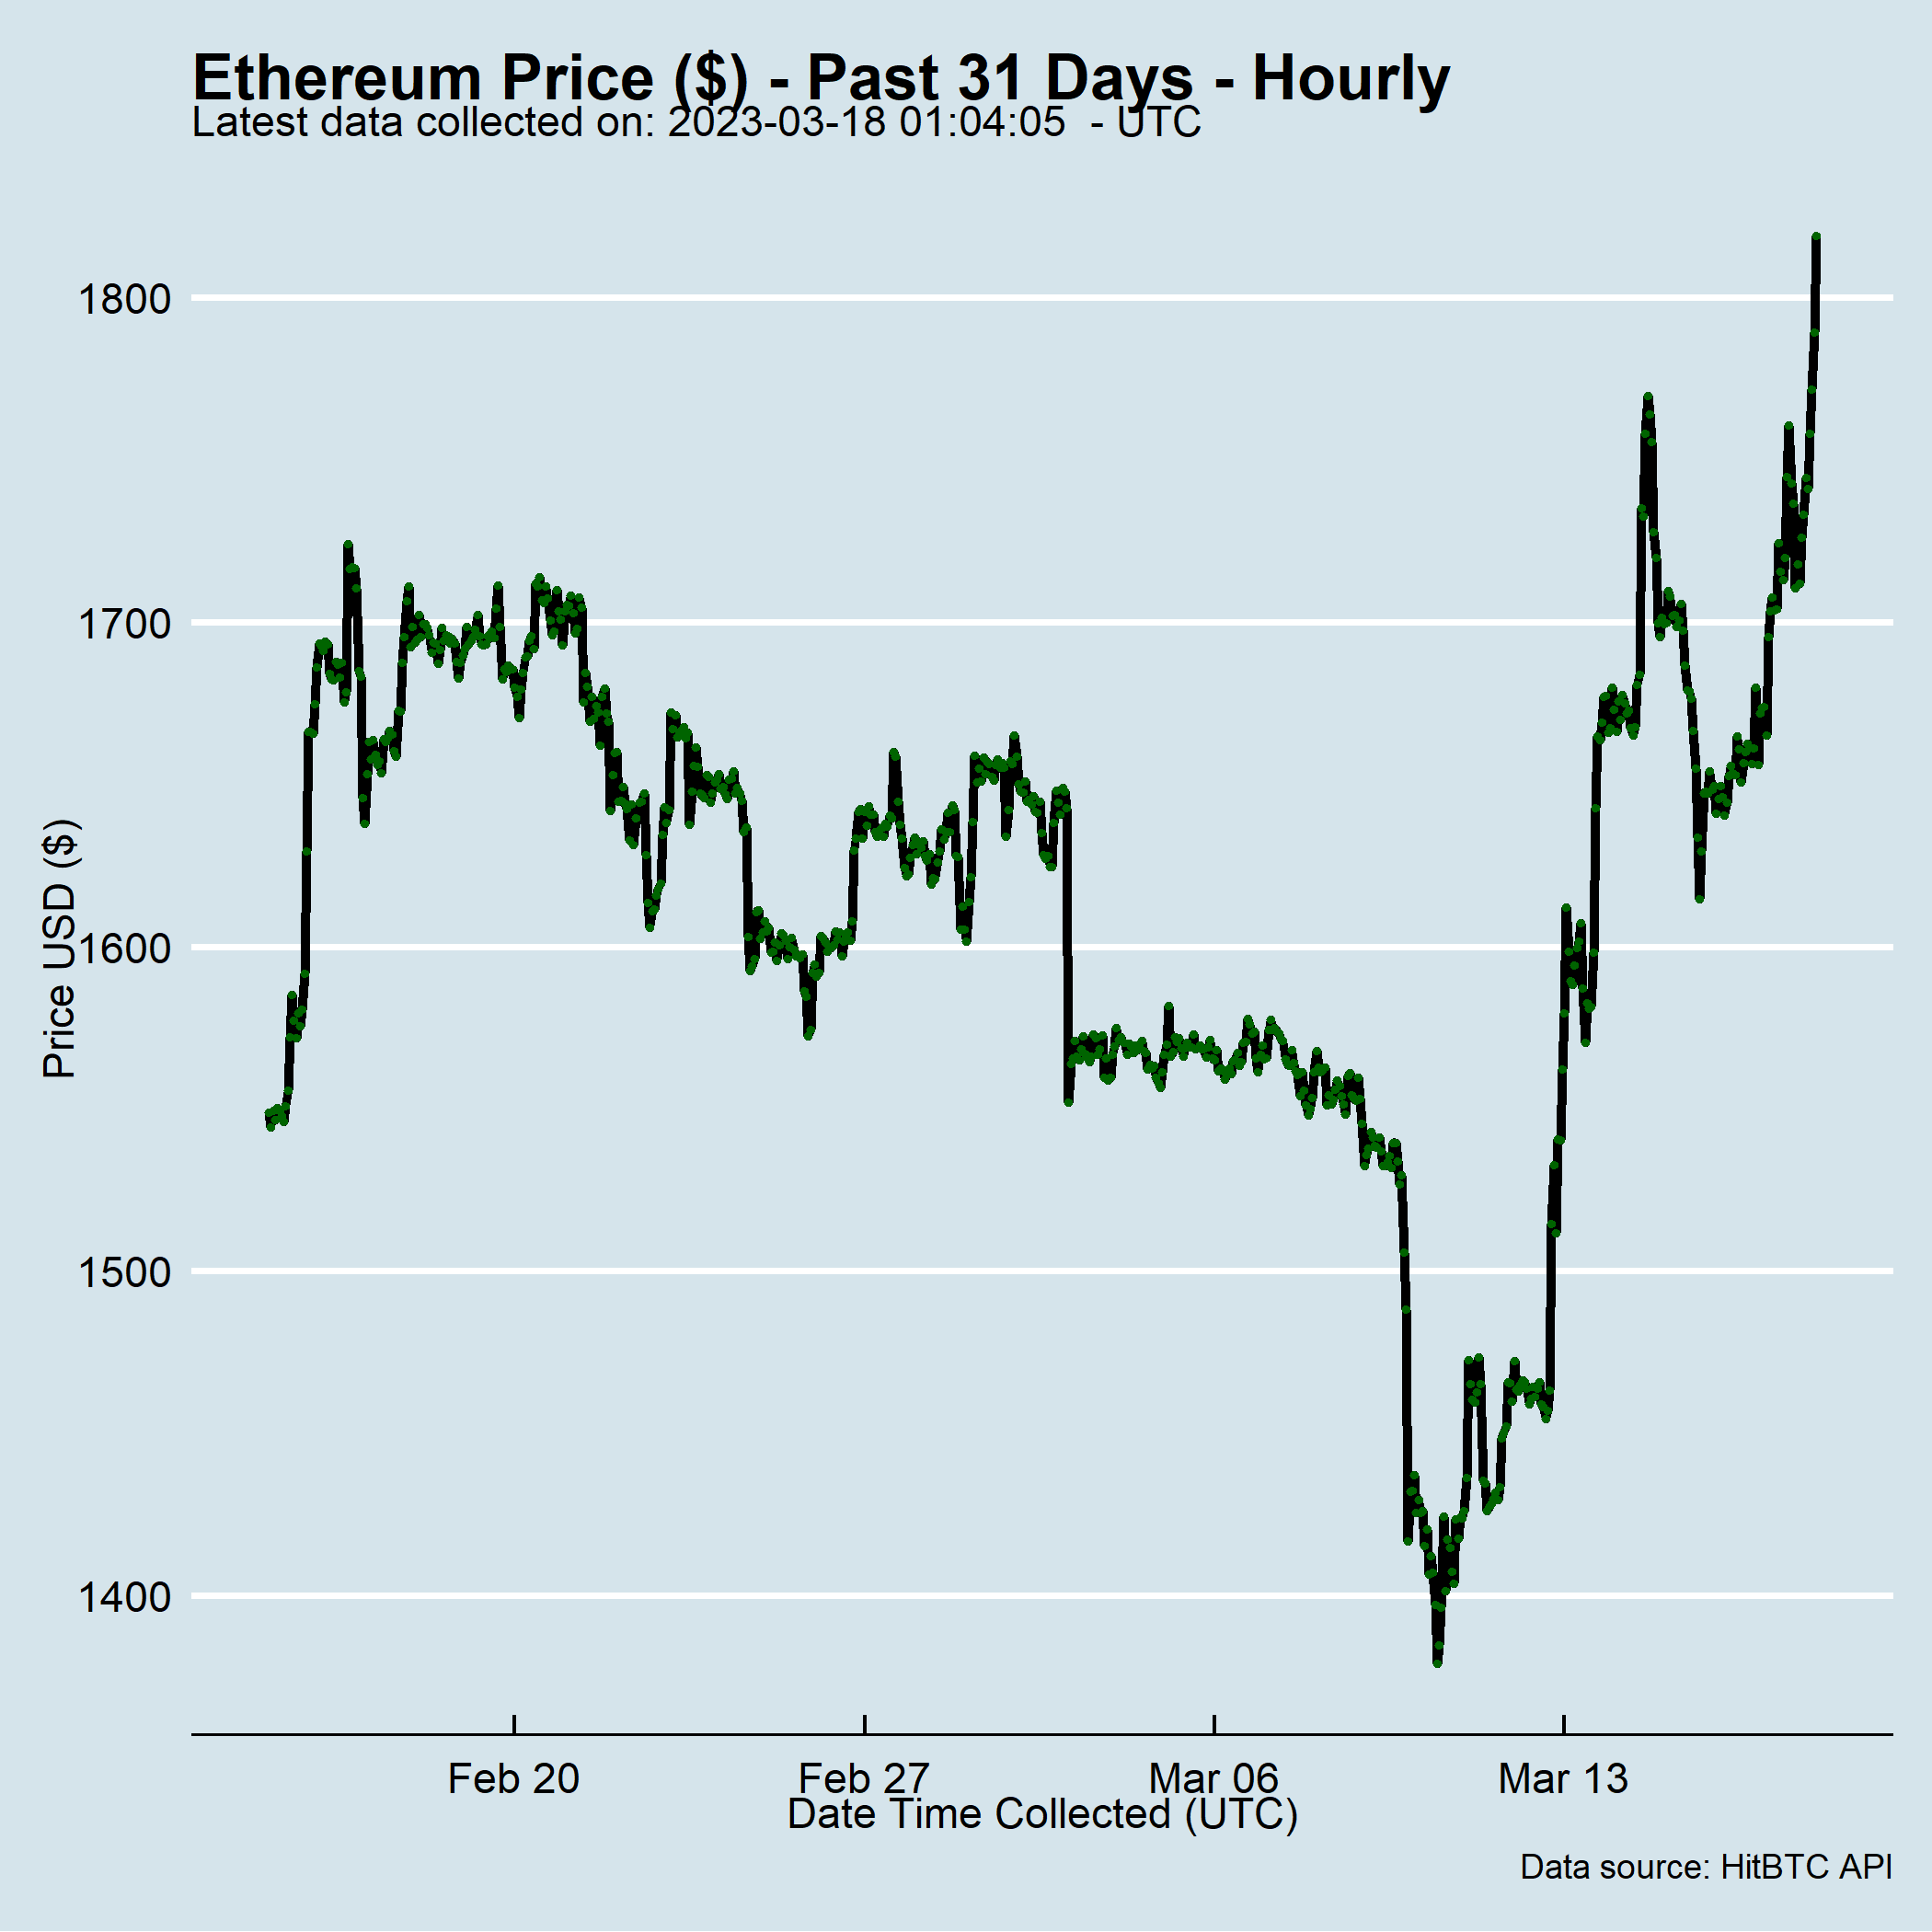 Ethereum Price ($) - Past 31 Days - Hourly
Latest data collected on: 2023-03-18 01:04:05  - UTC
1800
1700
1600
1500
1400
Price USD ($)
Feb 20
Feb 27
Mar 06
Mar 13
Date Time Collected (UTC)
Data source: HitBTC API